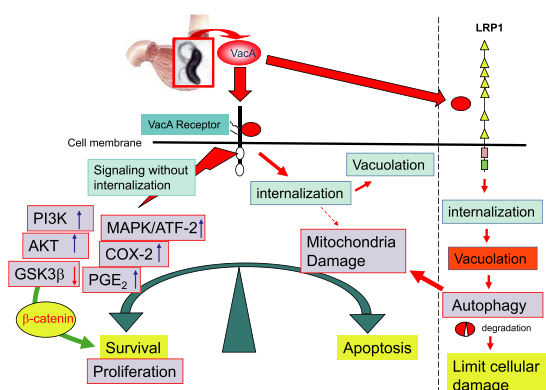 LRP1
VacA
VacA Receptor
Cell membrane
Signaling without
internalization
Vacuolation
internalization
PI3K
AKT
GSK3β
MAPK/ATF-2
COX-2
PGE2
Mitochondria
Damage
internalization
Vacuolation
Autophagy
degradation
Limit cellular
damage
β-catenin
Survival
Proliferation
Apoptosis